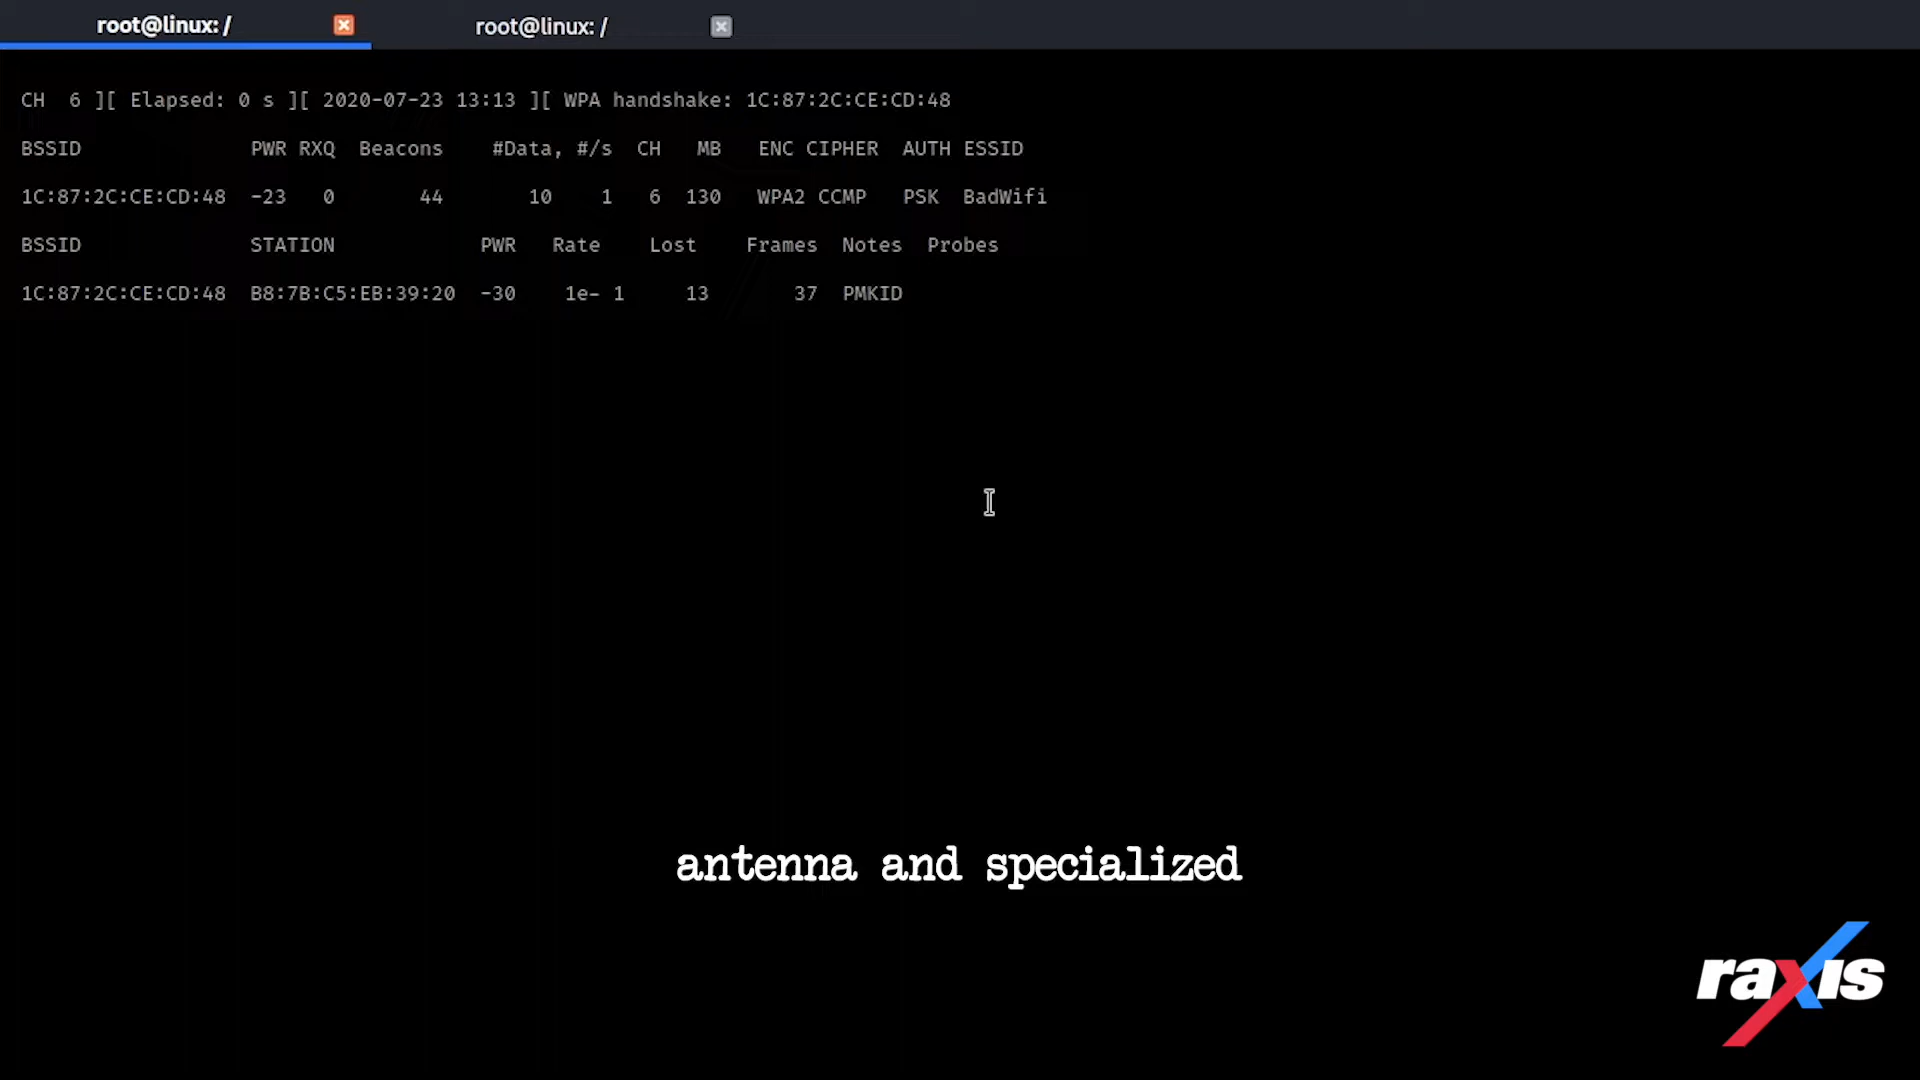 root@linux: / root@linux: /
CH 6 ][ Elapsed: 0 s ][ 2020-07-23 13:13 ][ WPA handshake: 1C:87:2C:CE:CD:48
BSSID PWR RXQ Beacons #Data, #/s CH MB ENC CIPHER AUTH ESSID
1C:87:2C:CE:CD:48 -23 0 44 10 1 6 130 WPA2 CCMP PSK BadWifi
BSSID STATION PWR Rate Lost Frames Notes Probes
1C:87:2C:CE:CD:48 B8:7B:C5:EB:39:20 -30 1e- 1 13 37 PMKID
antenna and specialized
raxis